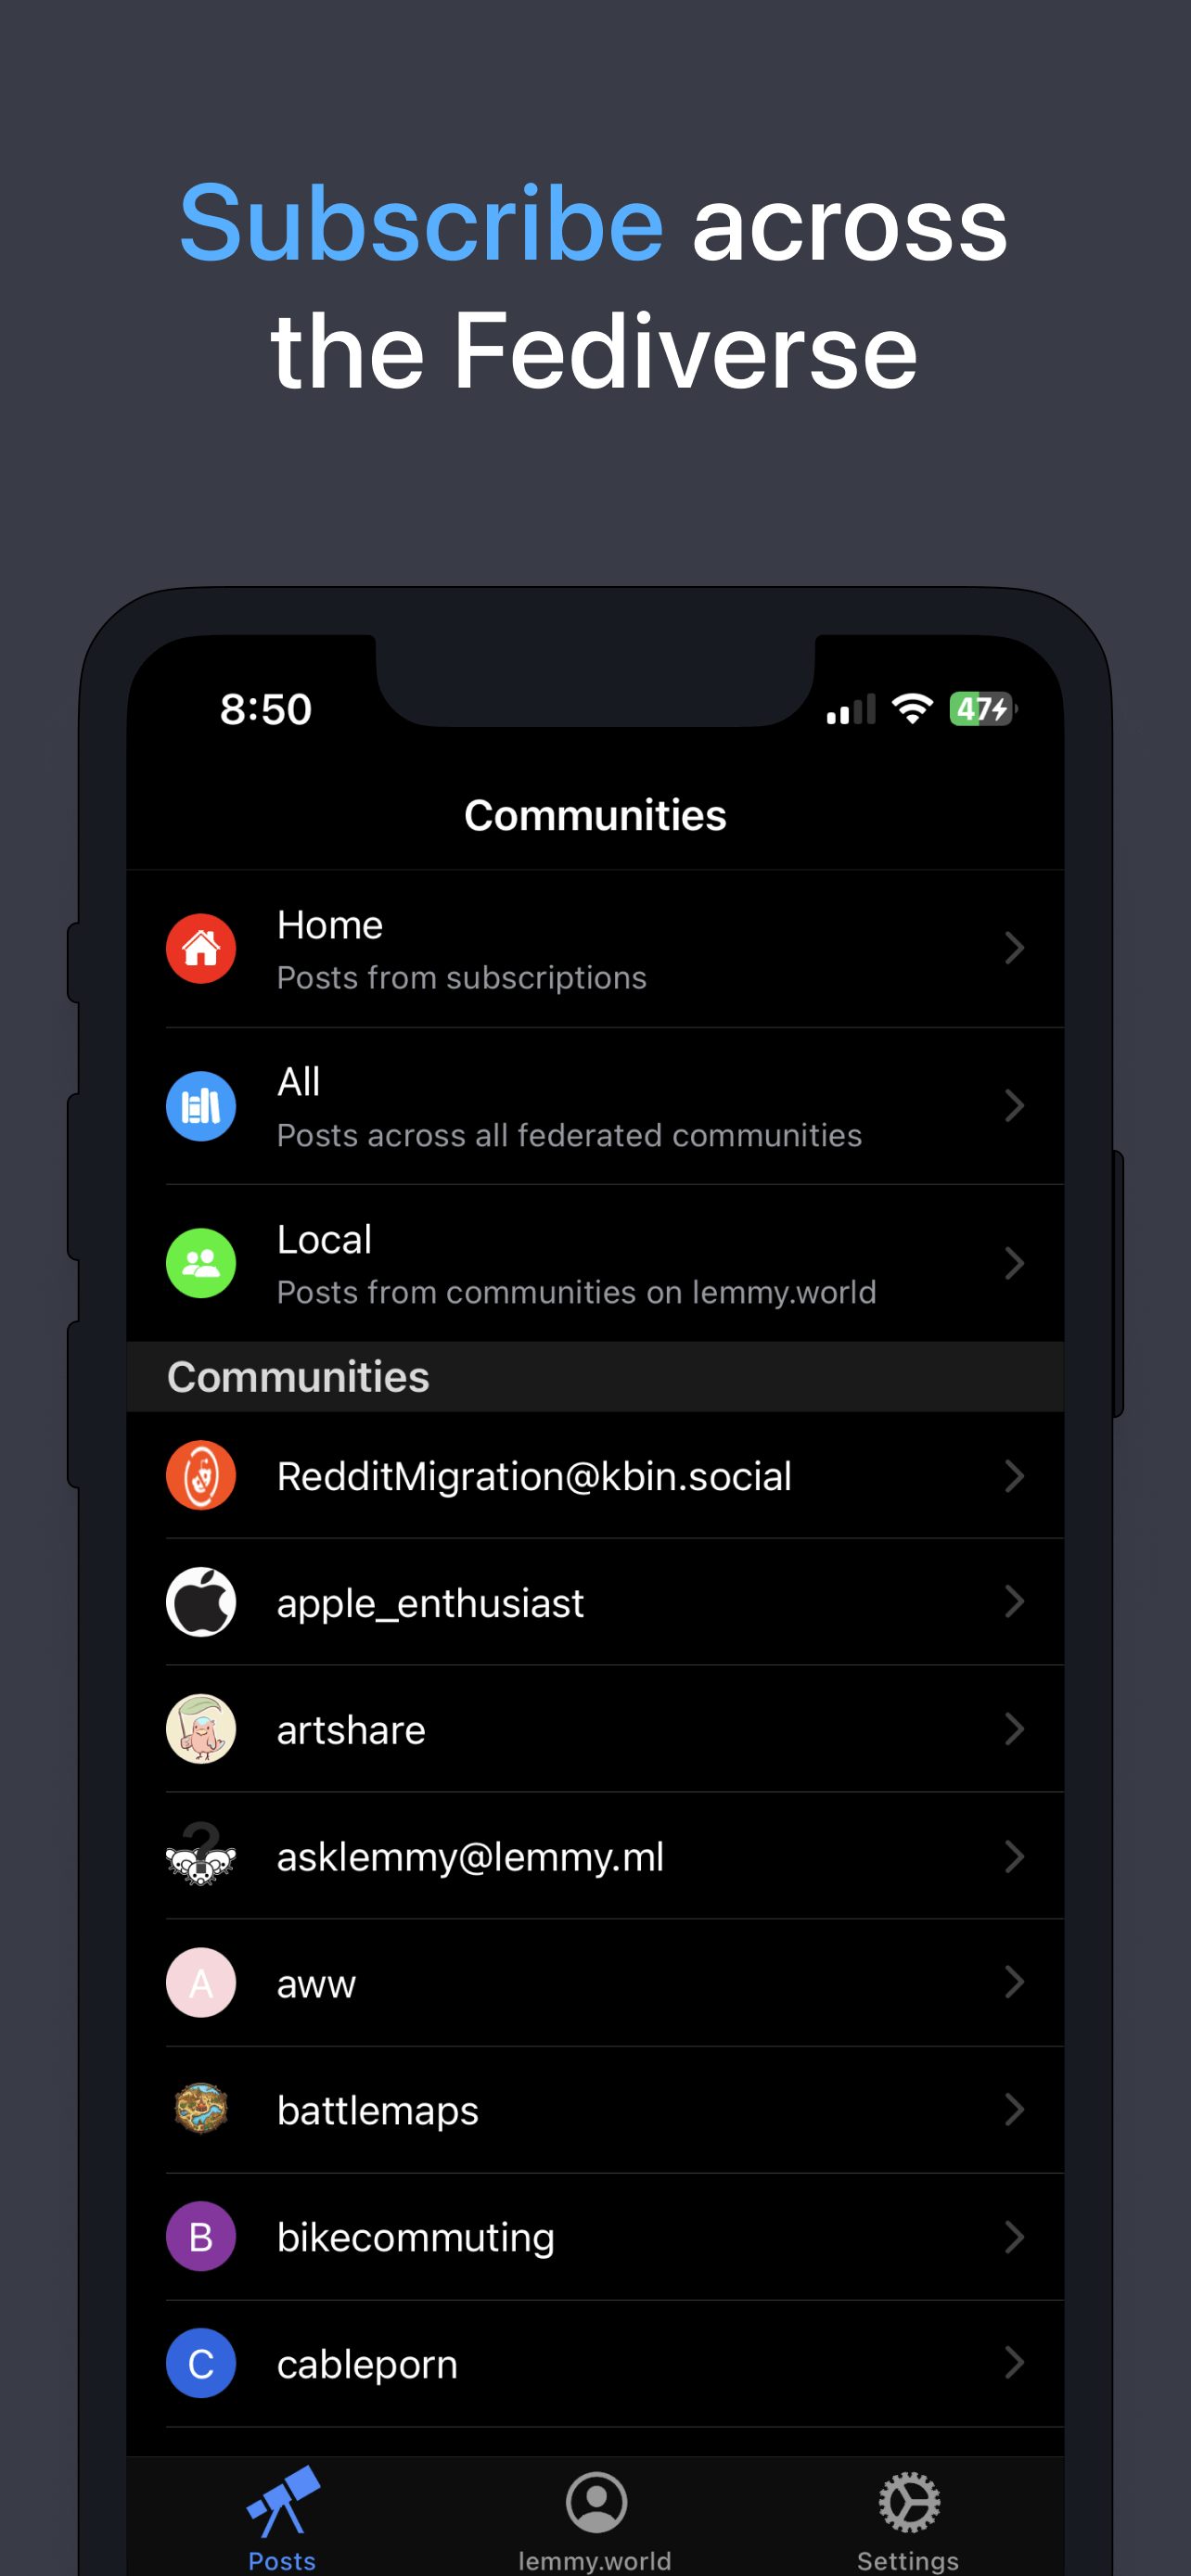 Subscribe across
the Fediverse
8:50
47
Communities
Home
Posts from subscriptions
All
Posts across all federated communities
Local
Posts from communities on lemmy.world
Communities
RedditMigration@kbin.social
apple_enthusiast
artshare
?
asklemmy@lemmy.ml
A
aww
battlemaps
B
bikecommuting
C
cableporn
Posts
lemmy.world
Settings